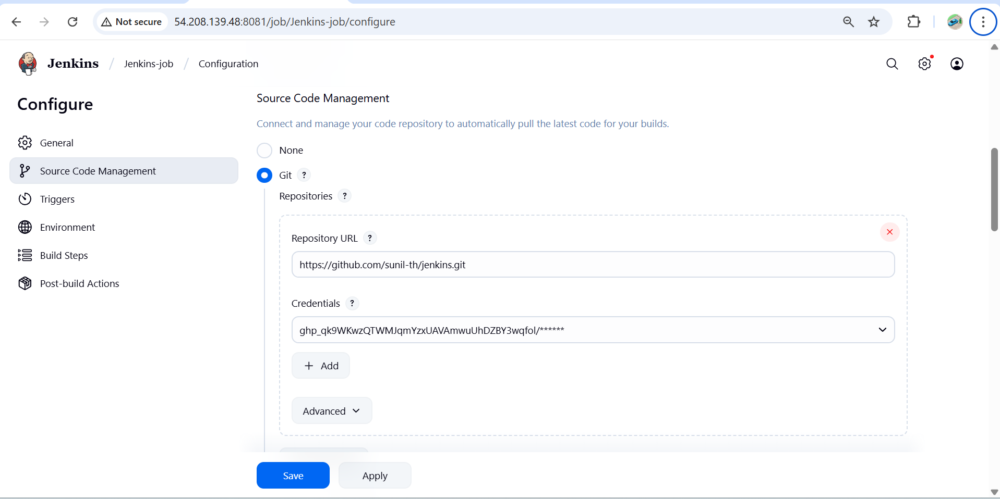 Not secure
54.208.139.48:8081/job/Jenkins-job/configure
Jenkins / Jenkins-job / Configuration
Configure
General
Source Code Management
Triggers
Environment
Build Steps
Post-build Actions
Source Code Management
Connect and manage your code repository to automatically pull the latest code for your builds.
None
Git ?
Repositories ?
Repository URL ?
https://github.com/sunil-th/jenkins.git
Credentials ?
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/******
+ Add
Advanced
Save
Apply